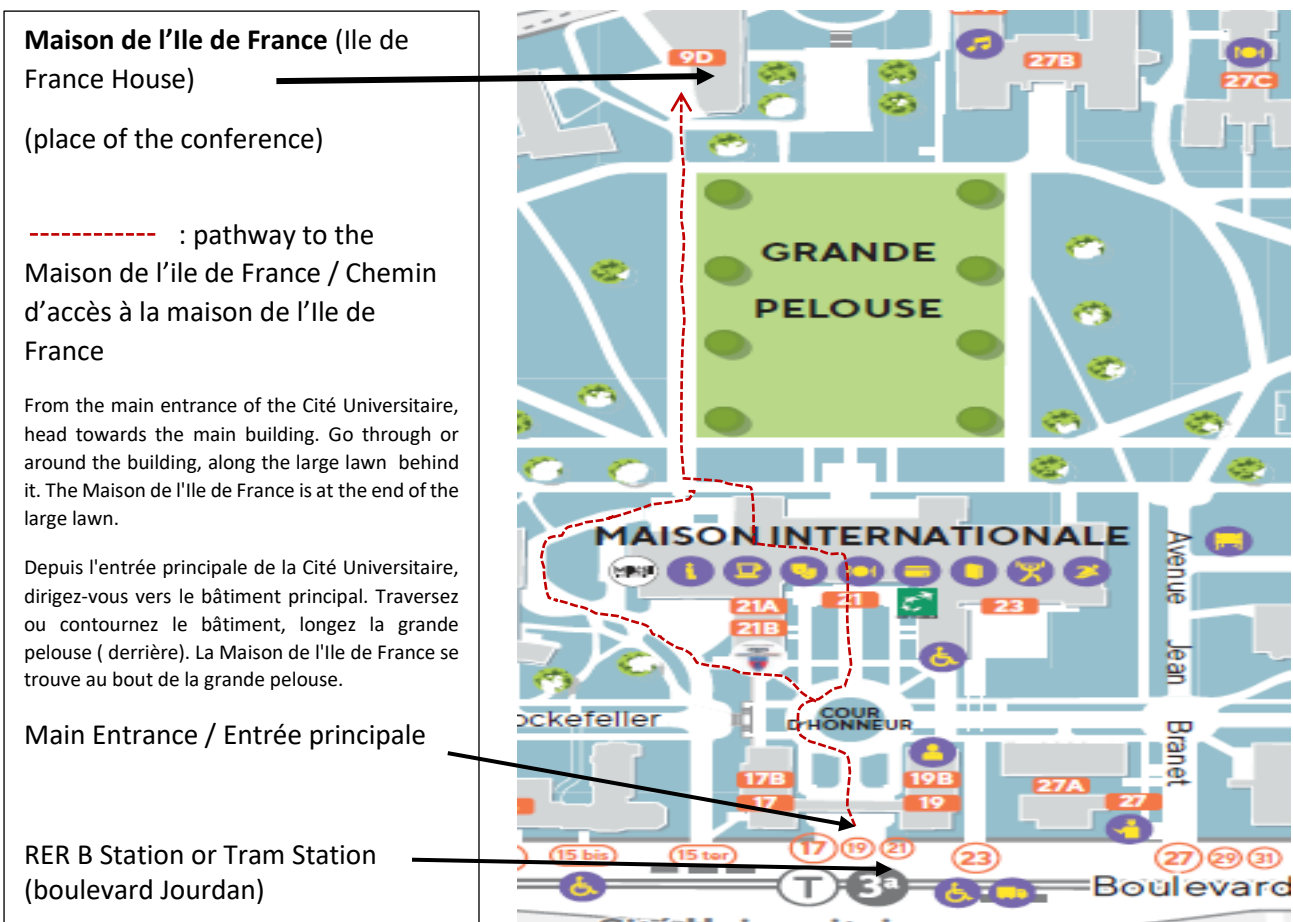 Maison de l’Ile de France (Ile de
France House)
(place of the conference)
------------ : pathway to the
Maison de l’ile de France / Chemin
d’accès à la maison de l’Ile de
France
From the main entrance of the Cité Universitaire,
head towards the main building. Go through or
around the building, along the large lawn behind
it. The Maison de l'Ile de France is at the end of the
large lawn.
Depuis l'entrée principale de la Cité Universitaire,
dirigez-vous vers le bâtiment principal. Traversez
ou contournez le bâtiment, longez la grande
pelouse ( derrière). La Maison de l'Ile de France se
trouve au bout de la grande pelouse.
Main Entrance / Entrée principale
RER B Station or Tram Station
(boulevard Jourdan)
9D
27B
27C
GRANDE
PELOUSE
MAISON INTERNATIONALE
21A
21
23
21B
ockefeller
COUR
D'HONNEUR
17B
19B
17
19
27A
27
Avenue Jean Branet
15 bis
15 ter
17
19
21
23
27
29
31
T
3a
Boulevard